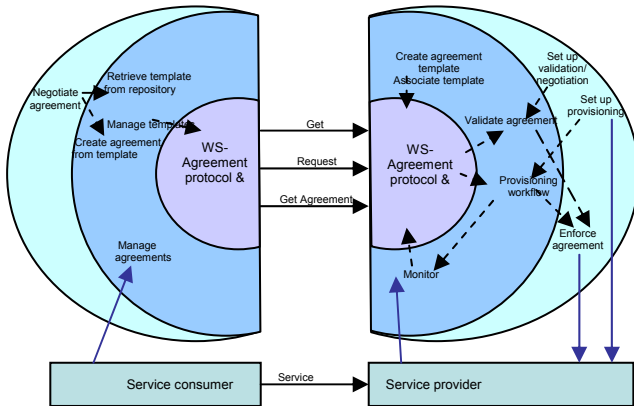 Negotiate
agreement
Retrieve template
from repository
Manage templates
Create agreement
from template
WS-
Agreement
protocol &
Manage
agreements
Get
Request
Get Agreement
Create agreement
template
Associate template
Set up
validation/
negotiation
Set up
provisioning
Validate agreement
WS-
Agreement
protocol &
Provisioning
workflow
Enforce
agreement
Monitor
Service consumer
Service
Service provider